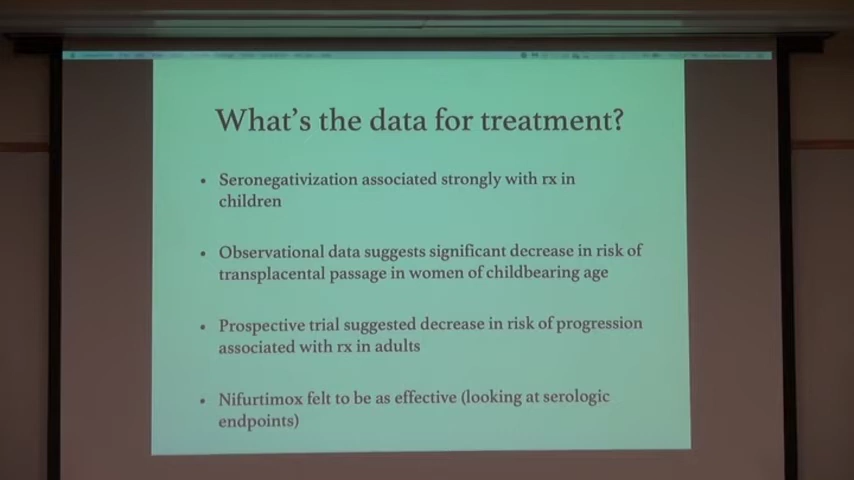 What's the data for treatment?
• Seronegativization associated strongly with rx in
children
• Observational data suggests significant decrease in risk of
transplacental passage in women of childbearing age
• Prospective trial suggested decrease in risk of progression
associated with rx in adults
• Nifurtimox felt to be as effective (looking at serologic
endpoints)